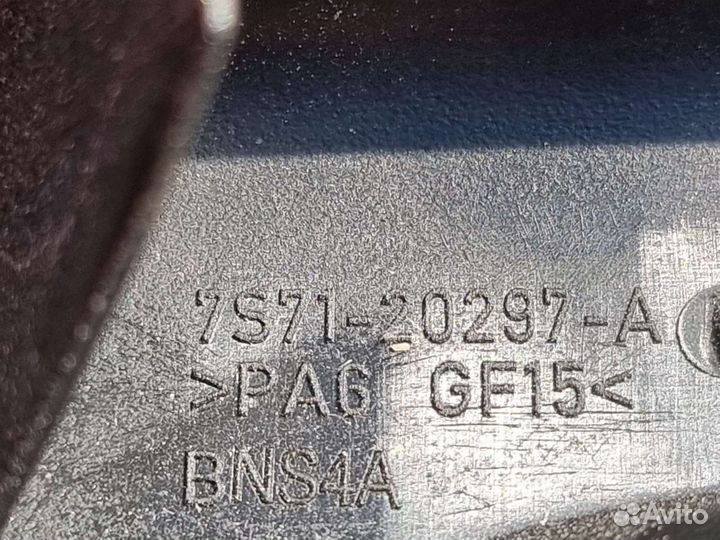 7S71-20297-A
>PA6 GF15<
BNS4A
Avito